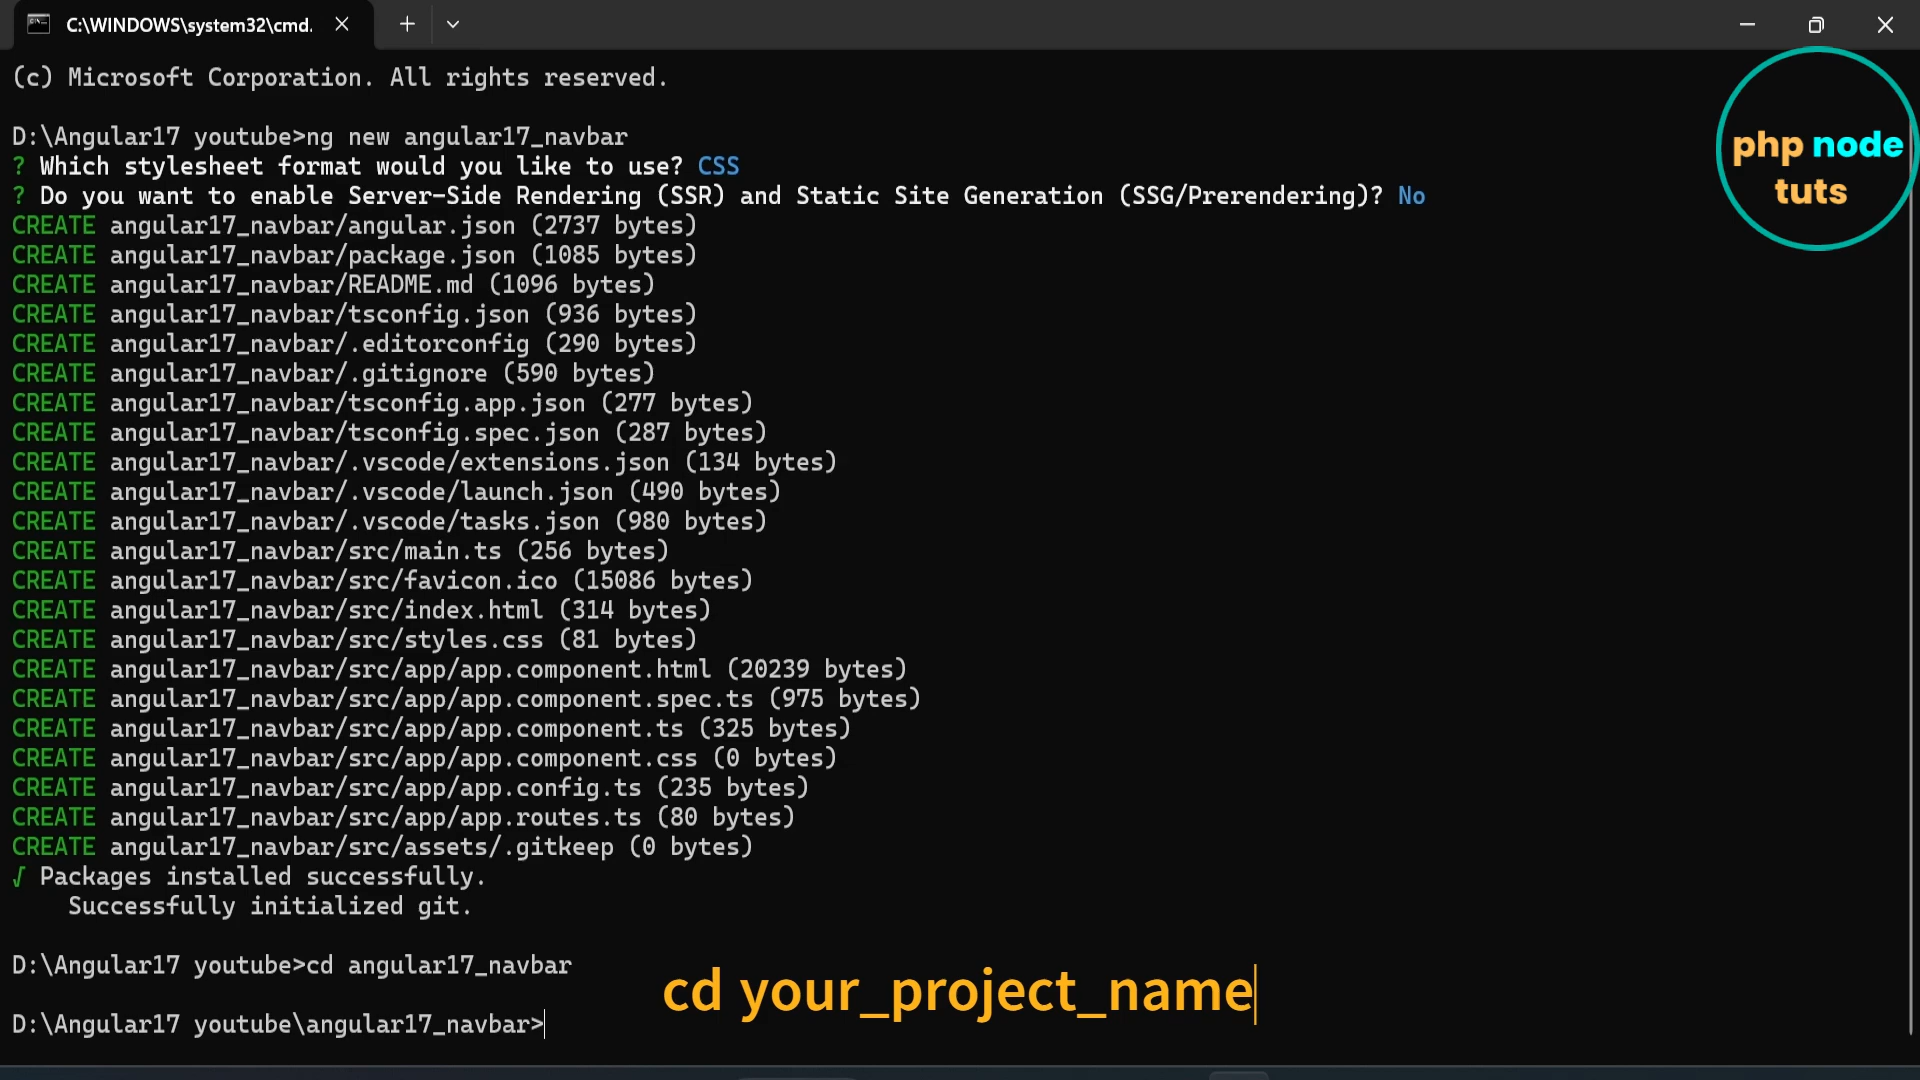 C:\WINDOWS\system32\cmd.
(c) Microsoft Corporation. All rights reserved.
D:\Angular17 youtube>ng new angular17_navbar
? Which stylesheet format would you like to use? CSS
? Do you want to enable Server-Side Rendering (SSR) and Static Site Generation (SSG/Prerendering)? No
CREATE angular17_navbar/angular.json (2737 bytes)
CREATE angular17_navbar/package.json (1085 bytes)
CREATE angular17_navbar/README.md (1096 bytes)
CREATE angular17_navbar/tsconfig.json (936 bytes)
CREATE angular17_navbar/.editorconfig (290 bytes)
CREATE angular17_navbar/.gitignore (590 bytes)
CREATE angular17_navbar/tsconfig.app.json (277 bytes)
CREATE angular17_navbar/tsconfig.spec.json (287 bytes)
CREATE angular17_navbar/.vscode/extensions.json (134 bytes)
CREATE angular17_navbar/.vscode/launch.json (490 bytes)
CREATE angular17_navbar/.vscode/tasks.json (980 bytes)
CREATE angular17_navbar/src/main.ts (256 bytes)
CREATE angular17_navbar/src/favicon.ico (15086 bytes)
CREATE angular17_navbar/src/index.html (314 bytes)
CREATE angular17_navbar/src/styles.css (81 bytes)
CREATE angular17_navbar/src/app/app.component.html (20239 bytes)
CREATE angular17_navbar/src/app/app.component.spec.ts (975 bytes)
CREATE angular17_navbar/src/app/app.component.ts (325 bytes)
CREATE angular17_navbar/src/app/app.component.css (0 bytes)
CREATE angular17_navbar/src/app/app.config.ts (235 bytes)
CREATE angular17_navbar/src/app/app.routes.ts (80 bytes)
CREATE angular17_navbar/src/assets/.gitkeep (0 bytes)
√ Packages installed successfully.
Successfully initialized git.
D:\Angular17 youtube>cd angular17_navbar
D:\Angular17 youtube\angular17_navbar>
cd your_project_name
php node
tuts